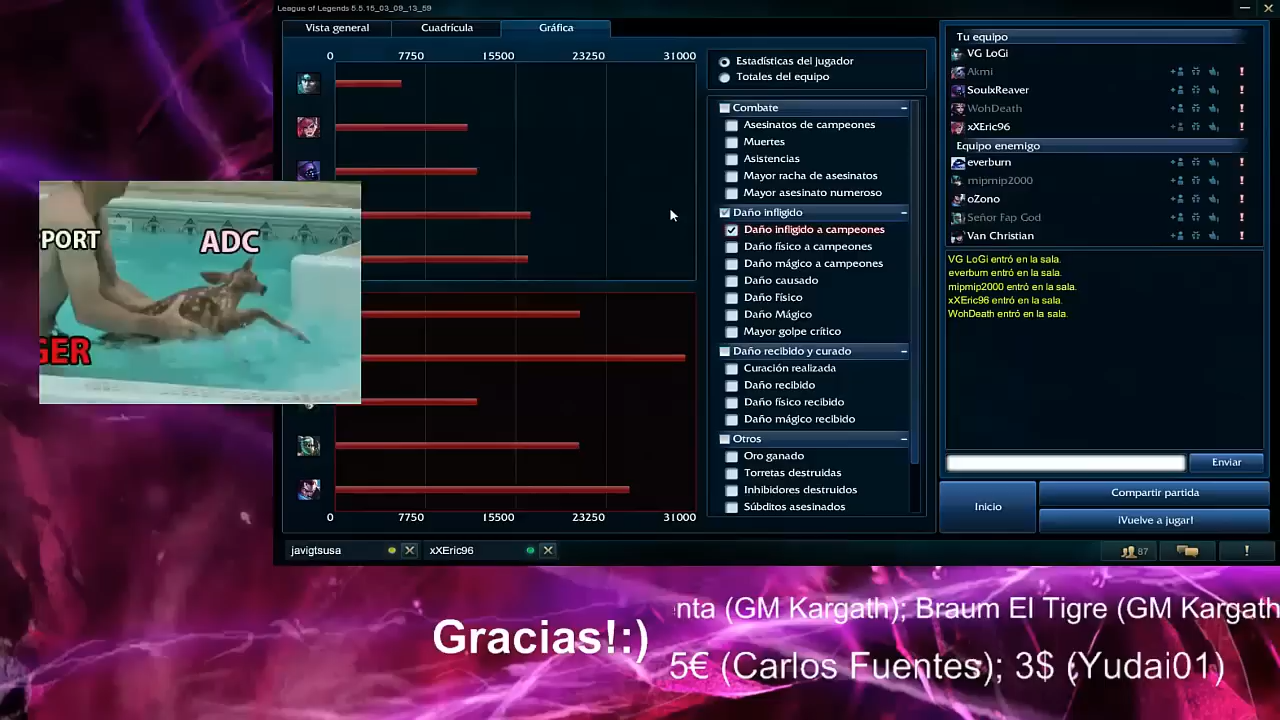 League of Legends 5.5.15_03_09_13_59
Vista general
Cuadrícula
Gráfica
0 7750 15500 23250 31000
0 7750 15500 23250 31000
PORT
ADC
GER
Estadísticas del jugador
Totales del equipo
Combate
Asesinatos de campeones
Muertes
Asistencias
Mayor racha de asesinatos
Mayor asesinato numeroso
Daño infligido
Daño infligido a campeones
Daño físico a campeones
Daño mágico a campeones
Daño causado
Daño Físico
Daño Mágico
Mayor golpe crítico
Daño recibido y curado
Curación realizada
Daño recibido
Daño físico recibido
Daño mágico recibido
Otros
Oro ganado
Torretas destruidas
Inhibidores destruidos
Súbditos asesinados
Tu equipo
VG LoGi
Akmi
SoulxReaver
WohDeath
xXEric96
Equipo enemigo
everburn
mipmip2000
oZono
Señor Fap God
Van Christian
VG LoGi entró en la sala.
everburn entró en la sala.
mipmip2000 entró en la sala.
xXEric96 entró en la sala.
WohDeath entró en la sala.
Enviar
Inicio
Compartir partida
¡Vuelve a jugar!
javigtsusa
xXEric96
87
Gracias!:)
nta (GM Kargath); Braum El Tigre (GM Kargath
5€ (Carlos Fuentes); 3$ (Yudai01)